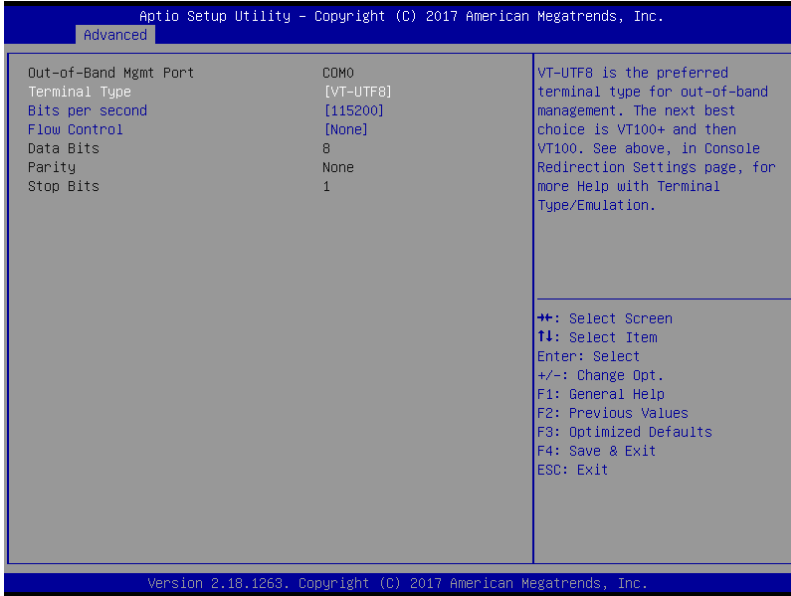 Aptio Setup Utility – Copyright (C) 2017 American Megatrends, Inc.
Advanced
Out-of-Band Mgmt Port COM0
Terminal Type [VT-UTF8]
Bits per second [115200]
Flow Control [None]
Data Bits 8
Parity None
Stop Bits 1
VT-UTF8 is the preferred
terminal type for out-of-band
management. The next best
choice is VT100+ and then
VT100. See above, in Console
Redirection Settings page, for
more Help with Terminal
Type/Emulation.
→←: Select Screen
↑↓: Select Item
Enter: Select
+/-: Change Opt.
F1: General Help
F2: Previous Values
F3: Optimized Defaults
F4: Save & Exit
ESC: Exit
Version 2.18.1263. Copyright (C) 2017 American Megatrends, Inc.